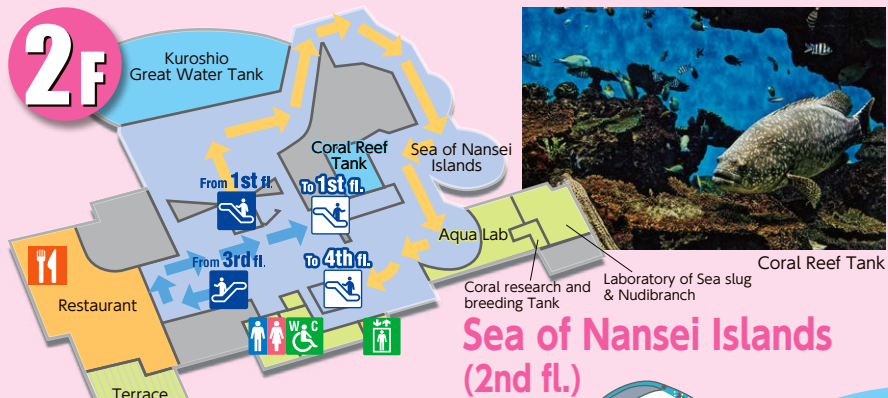 2F
Kuroshio
Great Water Tank
Coral Reef
Tank
Sea of Nansei
Islands
From 1st fl.
To 1st fl.
From 3rd fl.
To 4th fl.
Aqua Lab
Restaurant
Terrace
WC
Coral research and
breeding Tank
Laboratory of Sea slug
& Nudibranch
Coral Reef Tank
Sea of Nansei Islands
(2nd fl.)